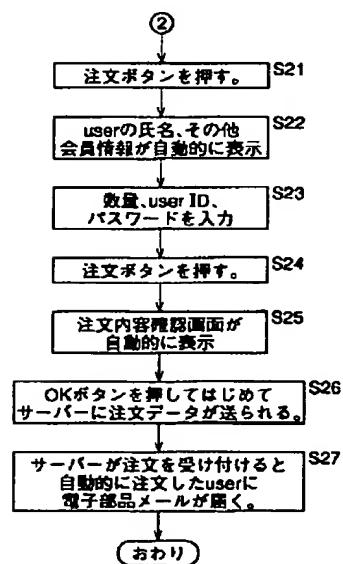 ②
注文ボタンを押す。 S21
userの氏名、その他 S22
会員情報が自動的に表示
数量、user ID、 S23
パスワードを入力
注文ボタンを押す。 S24
注文内容確認画面が S25
自動的に表示
OKボタンを押してはじめて S26
サーバーに注文データが送られる。
サーバーが注文を受け付けると S27
自動的に注文したuserに
電子部品メールが届く。
おわり